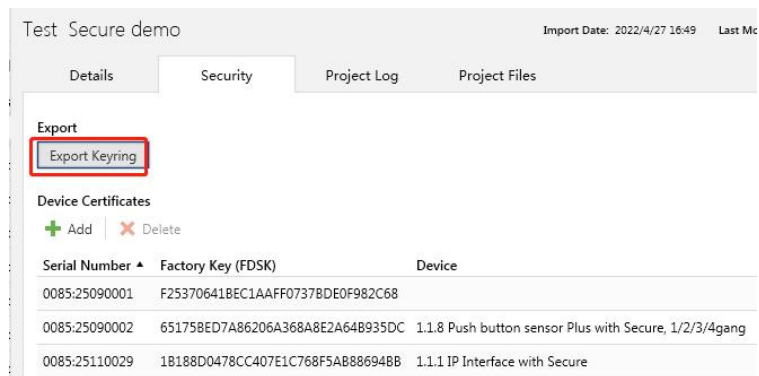 Test Secure demo Import Date: 2022/4/27 16:49 Last Mo
Details Security Project Log Project Files
Export
Export Keyring
Device Certificates
Add Delete
Serial Number Factory Key (FDSK) Device
0085:25090001 F25370641BEC1AAFF0737BDE0F982C68
0085:25090002 65175BED7A86206A368A8E2A64B935DC 1.1.8 Push button sensor Plus with Secure, 1/2/3/4gang
0085:25110029 1B188D0478CC407E1C768F5AB88694BB 1.1.1 IP Interface with Secure